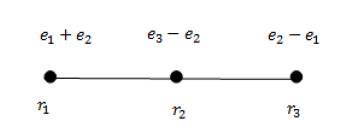 e₁ + e₂ e₃ − e₂ e₂ − e₁
r₁ r₂ r₃